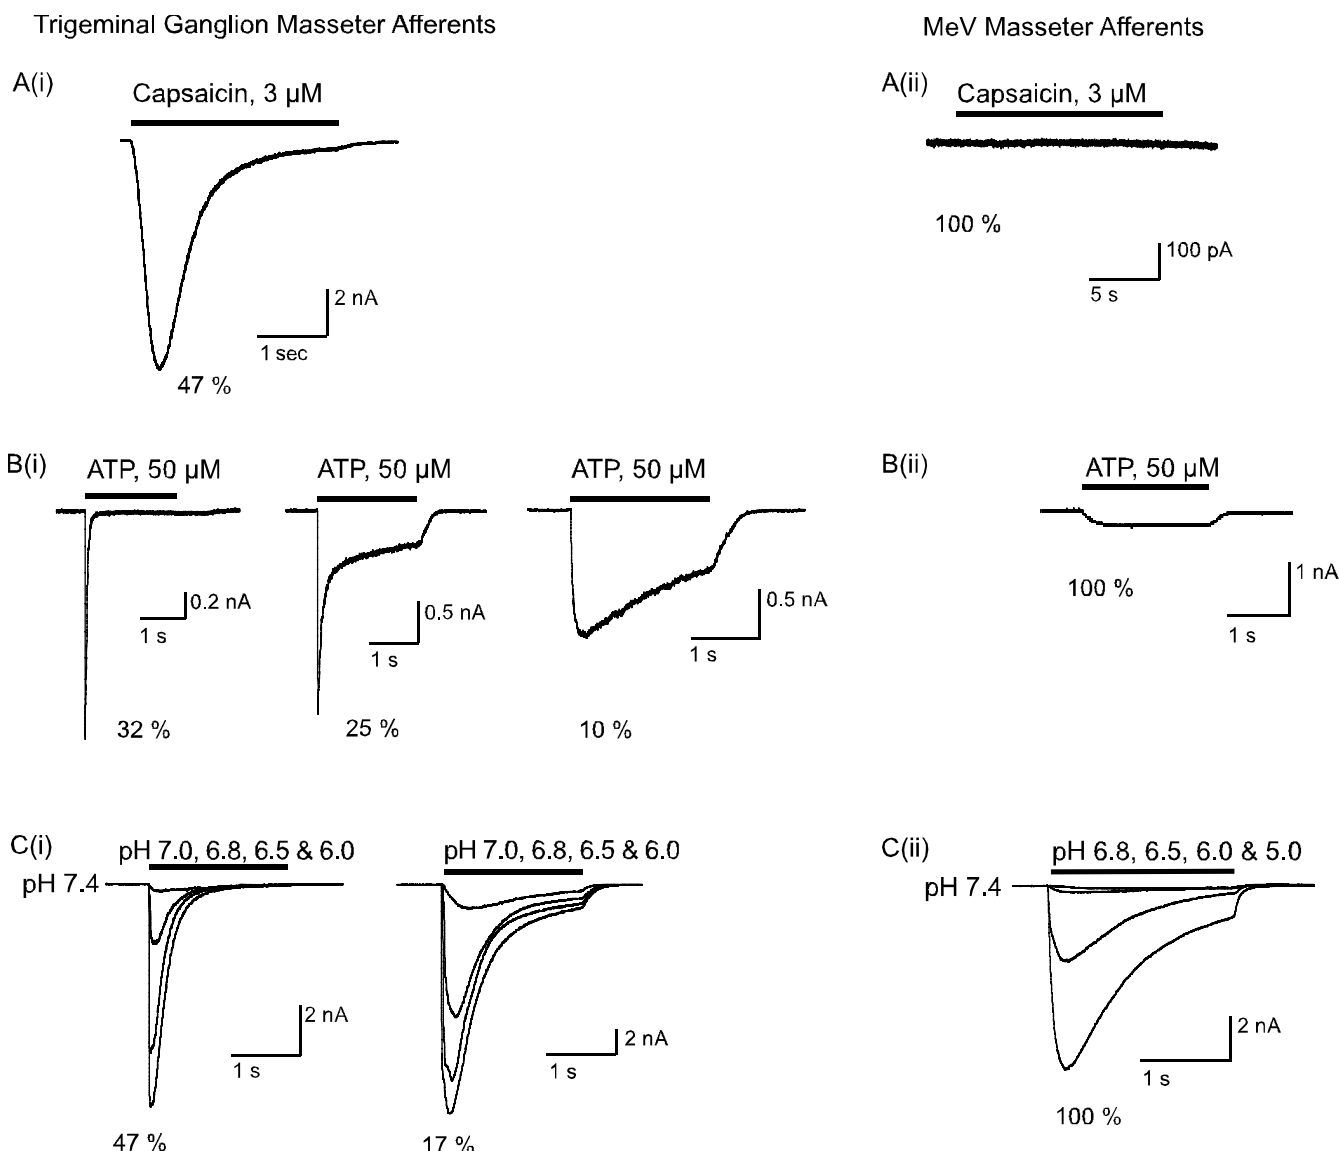 Trigeminal Ganglion Masseter Afferents
MeV Masseter Afferents
A(i)
Capsaicin, 3 µM
2 nA
1 sec
47 %
A(ii)
Capsaicin, 3 µM
100 %
100 pA
5 s
B(i)
ATP, 50 µM
0.2 nA
1 s
32 %
ATP, 50 µM
0.5 nA
1 s
25 %
ATP, 50 µM
0.5 nA
1 s
10 %
B(ii)
ATP, 50 µM
100 %
1 nA
1 s
C(i)
pH 7.0, 6.8, 6.5 & 6.0
pH 7.4
2 nA
1 s
47 %
pH 7.0, 6.8, 6.5 & 6.0
2 nA
1 s
17 %
C(ii)
pH 6.8, 6.5, 6.0 & 5.0
pH 7.4
2 nA
1 s
100 %